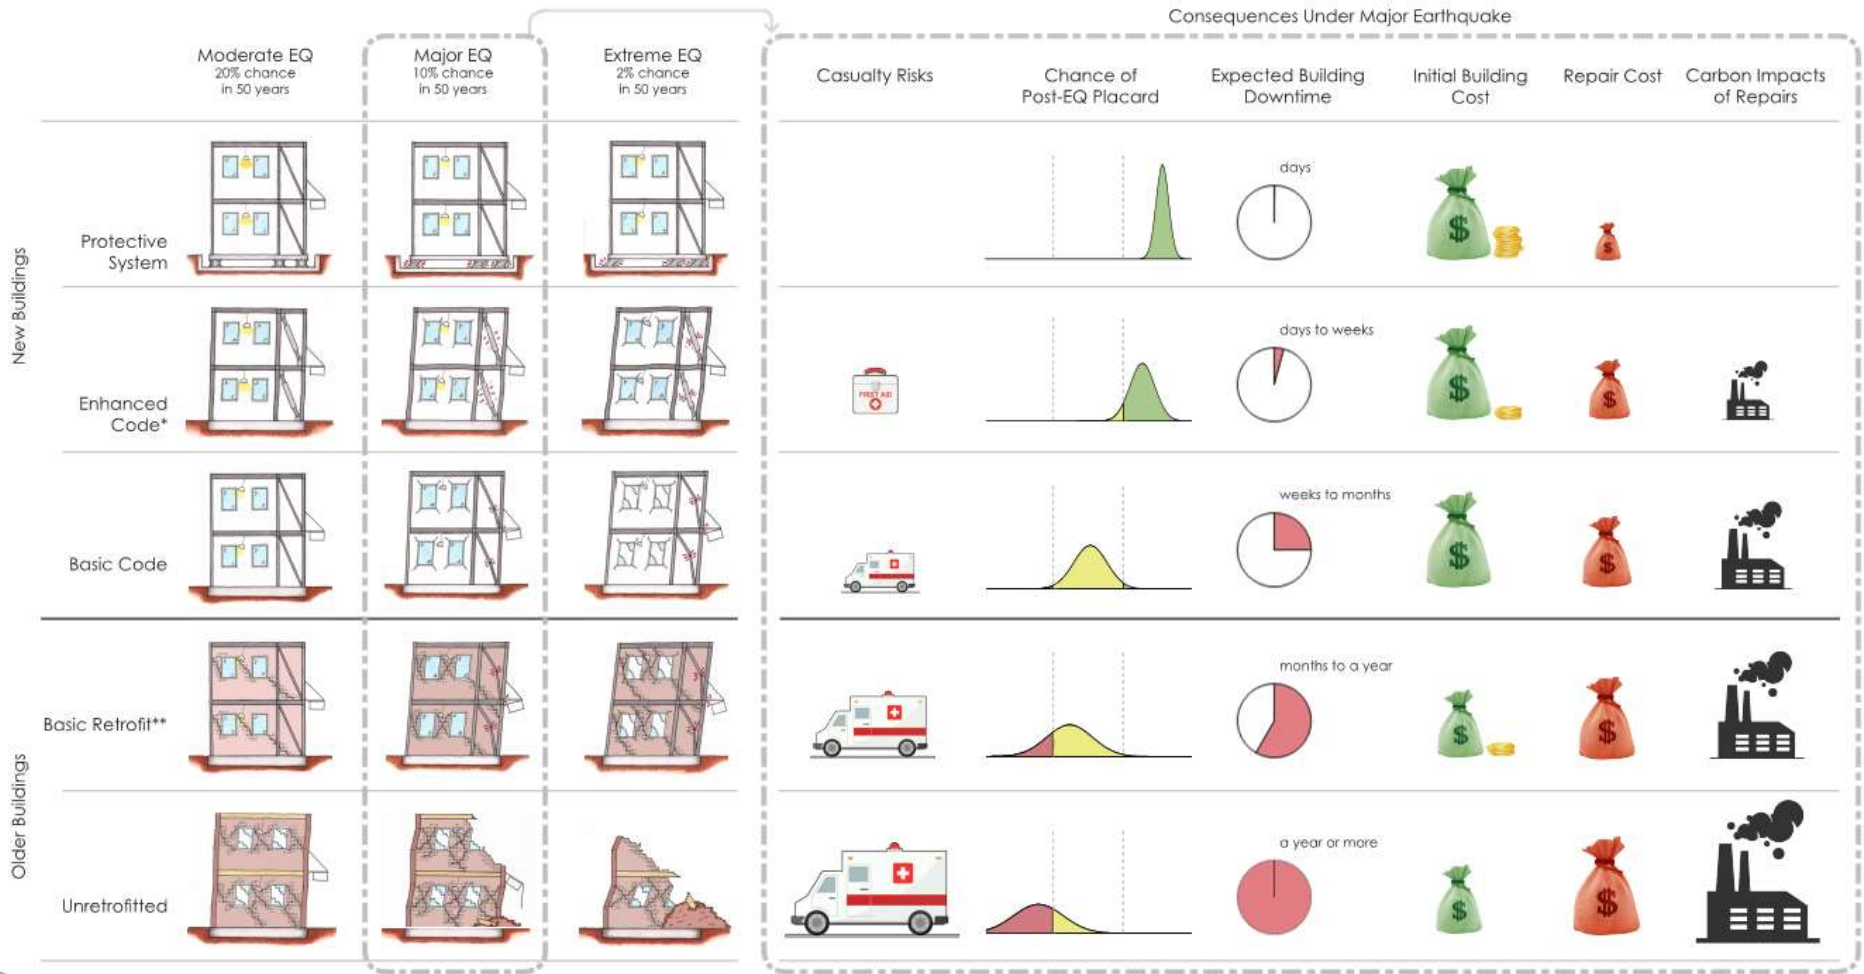 Consequences Under Major Earthquake
Moderate EQ
20% chance
in 50 years
Major EQ
10% chance
in 50 years
Extreme EQ
2% chance
in 50 years
Casualty Risks
Chance of
Post-EQ Placard
Expected Building
Downtime
Initial Building
Cost
Repair Cost
Carbon Impacts
of Repairs
New Buildings
Protective
System
days
$
$
Enhanced
Code*
FIRST AID
days to weeks
$
$
Basic Code
weeks to months
$
$
Older Buildings
Basic Retrofit**
months to a year
$
$
Unretrofitted
a year or more
$
$